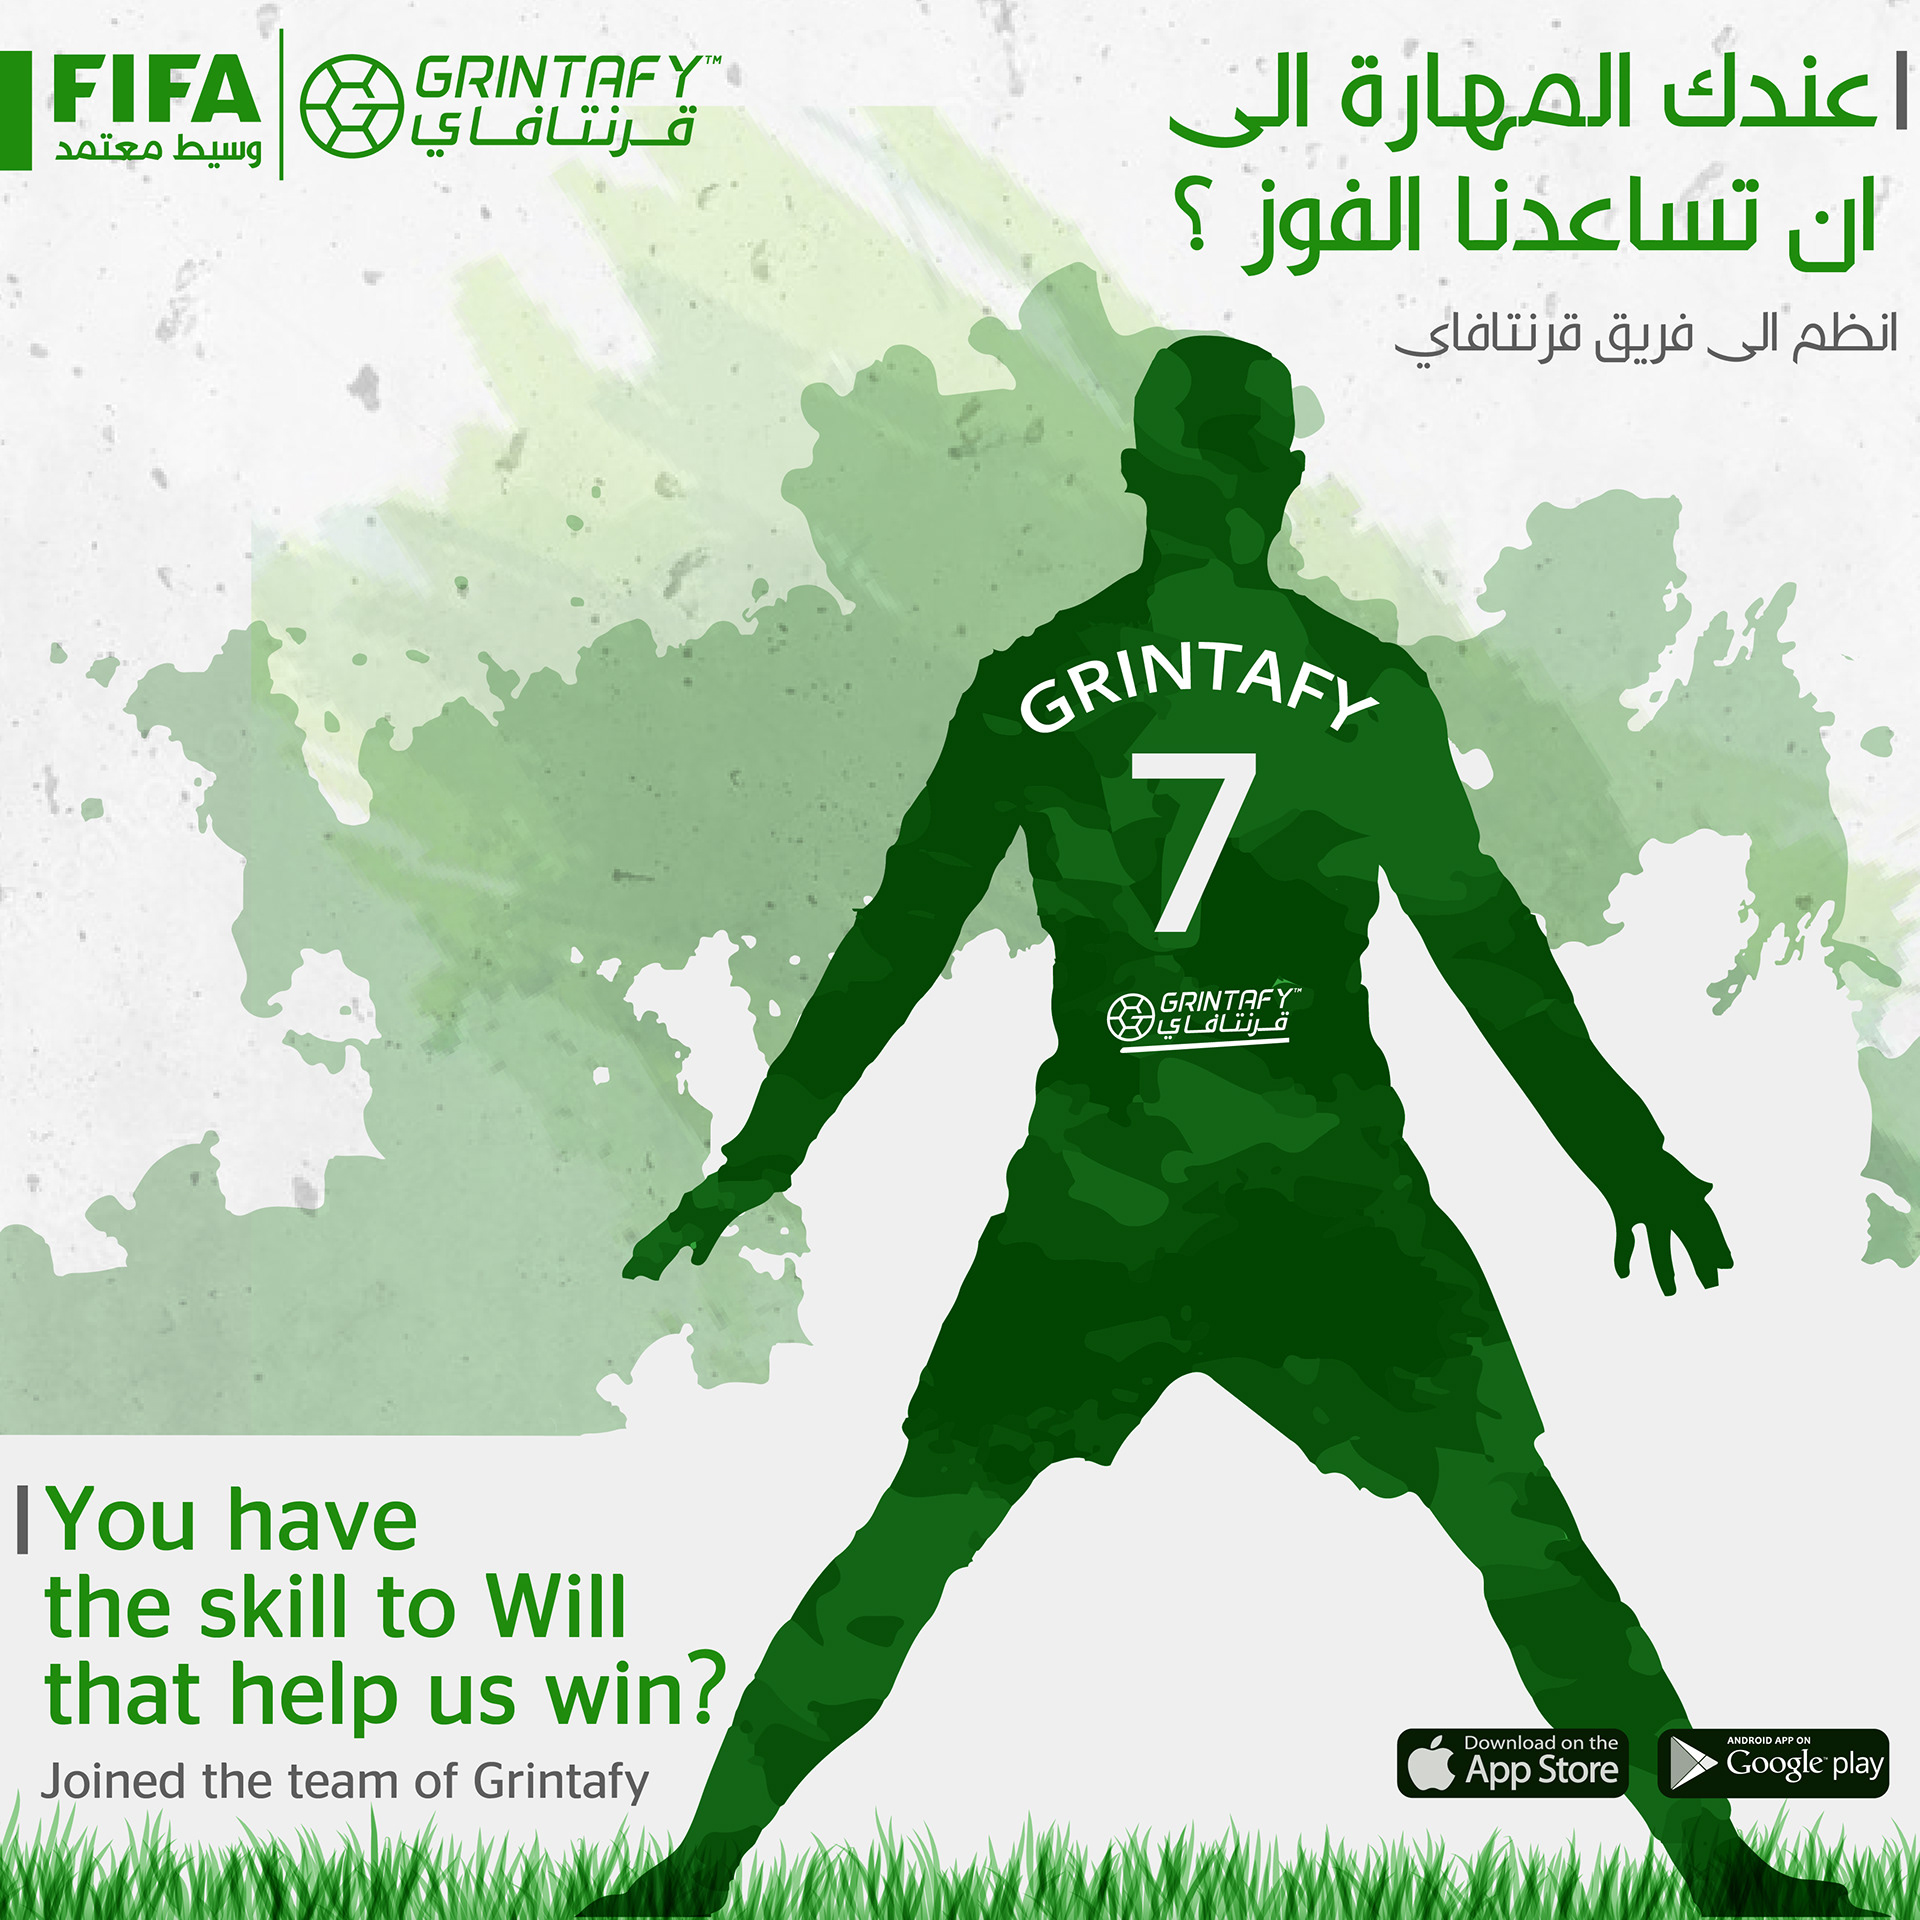 FIFA
وسيط معتمد
GRINTAFY™
قرنتافاي
عندك المهارة الى
ان تساعدنا الفوز ؟
انظم الى فريق قرنتافاي
GRINTAFY
7
GRINTAFY™
قرنتافاي
You have
the skill to Will
that help us win?
Joined the team of Grintafy
Download on the
App Store
ANDROID APP ON
Google play